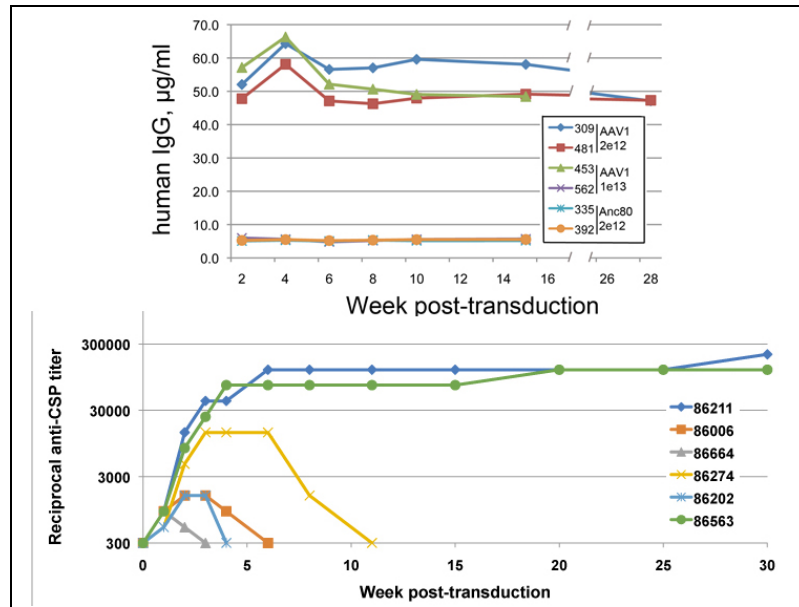 70.0
60.0
50.0
40.0
30.0
20.0
10.0
0.0
human IgG, µg/ml
2 4 6 8 10 12 14 16 26 28
Week post-transduction
309 AAV1
481 2e12
453 AAV1
562 1e13
335 Anc80
392 2e12
300000
30000
3000
300
Reciprocal anti-CSP titer
0 5 10 15 20 25 30
Week post-transduction
86211
86006
86664
86274
86202
86563